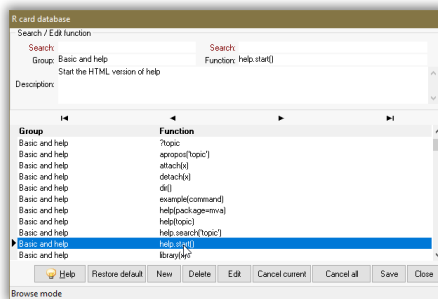 R card database
Search / Edit function
Search: Search:
Group: Basic and help Function: help.start()
Start the HTML version of help
Description:
Group Function
Basic and help ?topic
Basic and help apropos('topic')
Basic and help attach(x)
Basic and help detach(x)
Basic and help dir()
Basic and help example(command)
Basic and help help(package=mva)
Basic and help help(topic)
Basic and help help.search('topic')
Basic and help help.start()
Basic and help
Help Restore default New Delete Edit Cancel current Cancel all Save Close
Browse mode